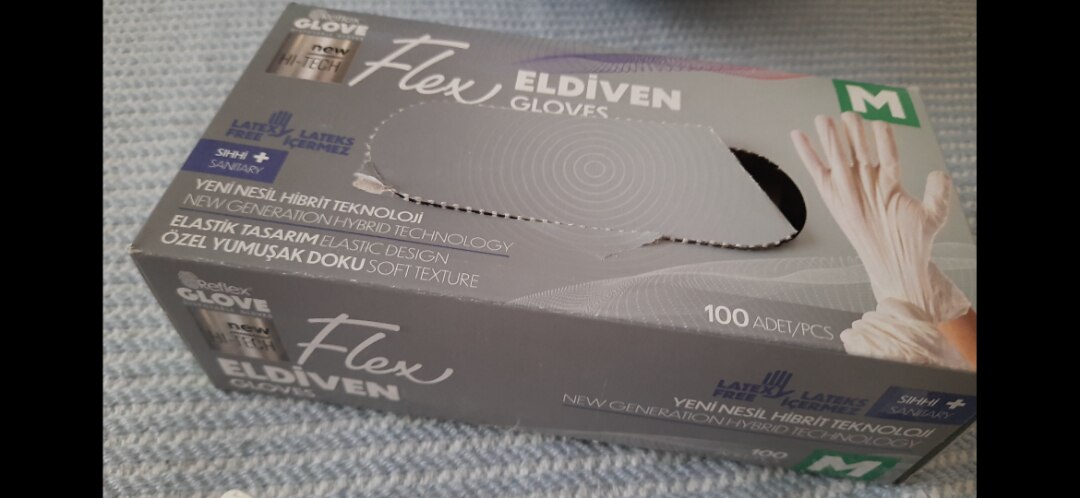 Reflex
GLOVE
new
HI-TECH
Flex
ELDİVEN
GLOVES
M
LATEX
FREE
LATEKS
İÇERMEZ
SIHHI +
SANITARY
YENİ NESİL HİBRİT TEKNOLOJİ
NEW GENERATION HYBRID TECHNOLOGY
ELASTİK TASARIM ELASTIC DESIGN
ÖZEL YUMUŞAK DOKU SOFT TEXTURE
100 ADET/PCS
Reflex
GLOVE
new
HI-TECH
Flex
ELDİVEN
GLOVES
LATEX
FREE
LATEKS
İÇERMEZ
SIHHI +
SANITARY
YENİ NESİL HİBRİT TEKNOLOJİ
NEW GENERATION HYBRID TECHNOLOGY
100
M